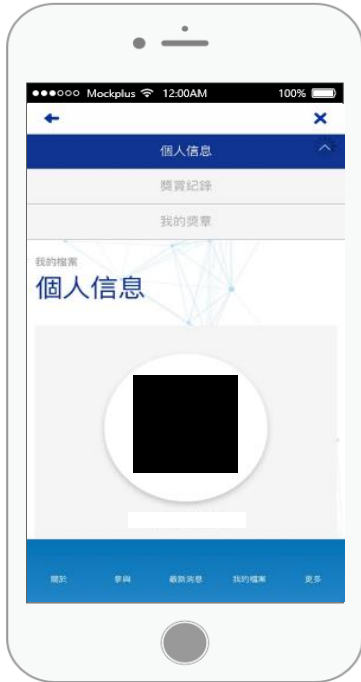 Mockplus 12:00AM 100%
個人信息
獎賞紀錄
我的獎章
我的檔案
個人信息
關於 參與 最新消息 我的檔案 更多